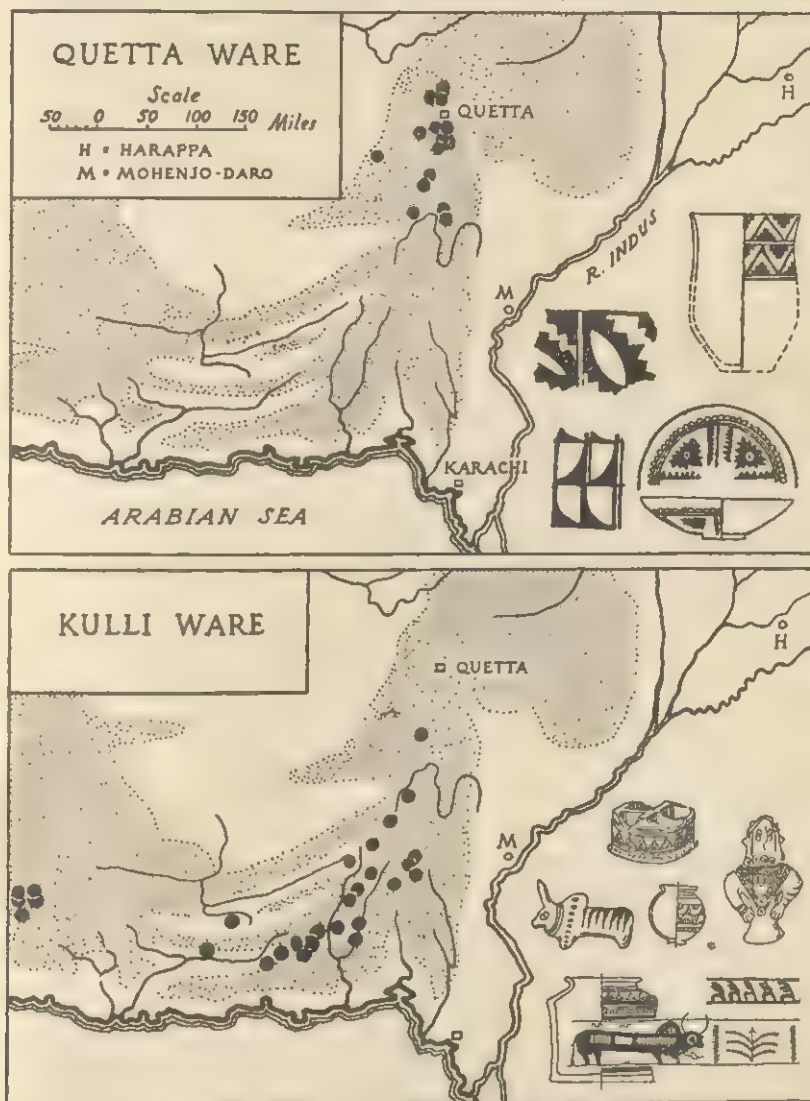 QUETTA WARE
Scale
50 0 50 100 150 Miles
H = HARAPPA
M = MOHENJO-DARO
QUETTA
H
R. INDUS
M
KARACHI
ARABIAN SEA
KULLI WARE
QUETTA
H
M